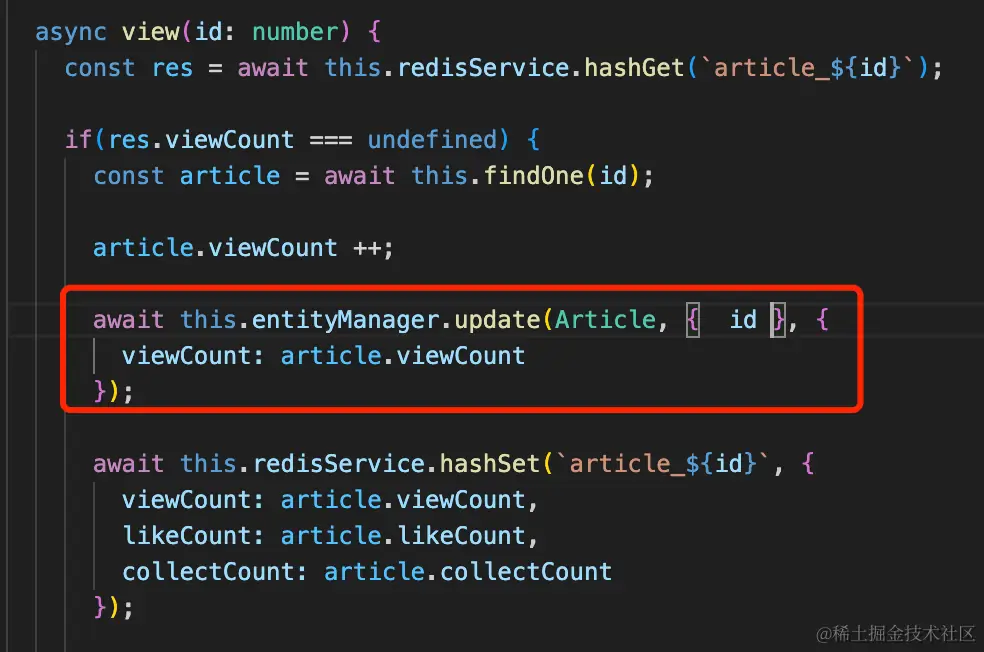 async view(id: number) {
const res = await this.redisService.hashGet(`article_${id}`);
if(res.viewCount === undefined) {
const article = await this.findOne(id);
article.viewCount ++;
await this.entityManager.update(Article, {  id }, {
viewCount: article.viewCount
});
await this.redisService.hashSet(`article_${id}`, {
viewCount: article.viewCount,
likeCount: article.likeCount,
collectCount: article.collectCount
});
@稀土掘金技术社区